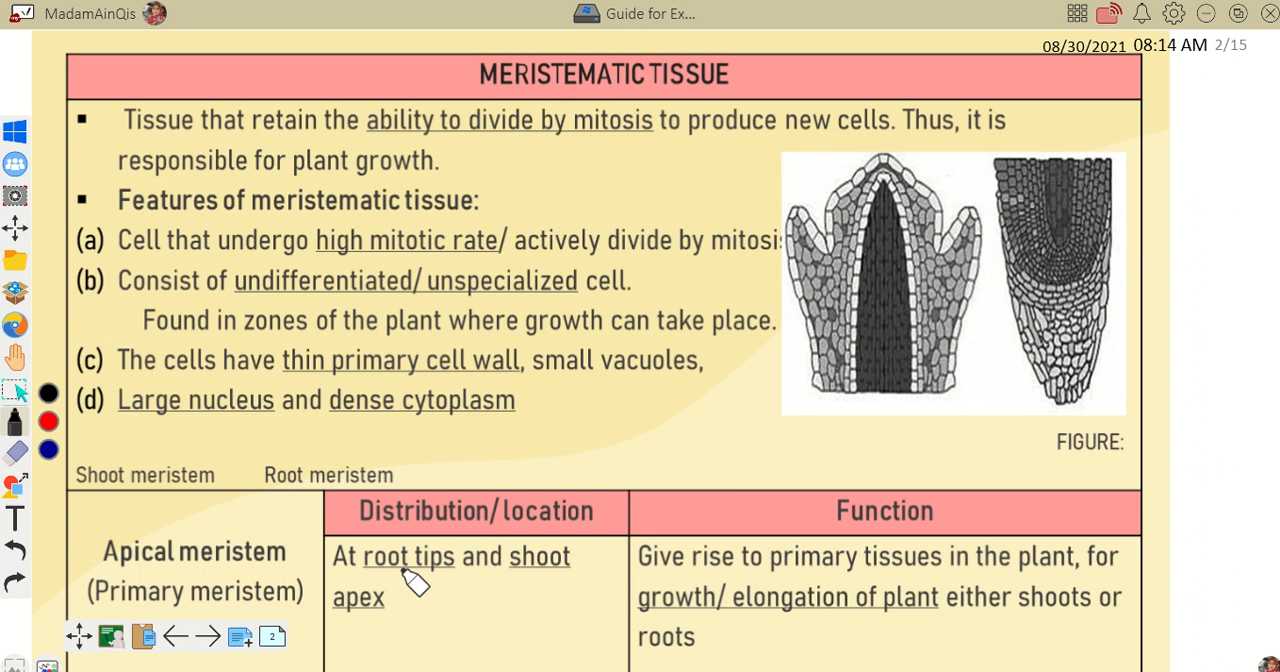 MadamAinQis
Guide for Ex...
08/30/2021 08:14 AM 2/15
MERISTEMATIC TISSUE
▪ Tissue that retain the ability to divide by mitosis to produce new cells. Thus, it is
responsible for plant growth.
▪ Features of meristematic tissue:
(a) Cell that undergo high mitotic rate/ actively divide by mitosis
(b) Consist of undifferentiated/ unspecialized cell.
Found in zones of the plant where growth can take place.
(c) The cells have thin primary cell wall, small vacuoles,
(d) Large nucleus and dense cytoplasm
FIGURE:
Shoot meristem Root meristem
Distribution/ location
Function
Apical meristem
(Primary meristem)
At root tips and shoot
apex
Give rise to primary tissues in the plant, for
growth/ elongation of plant either shoots or
roots
T
2